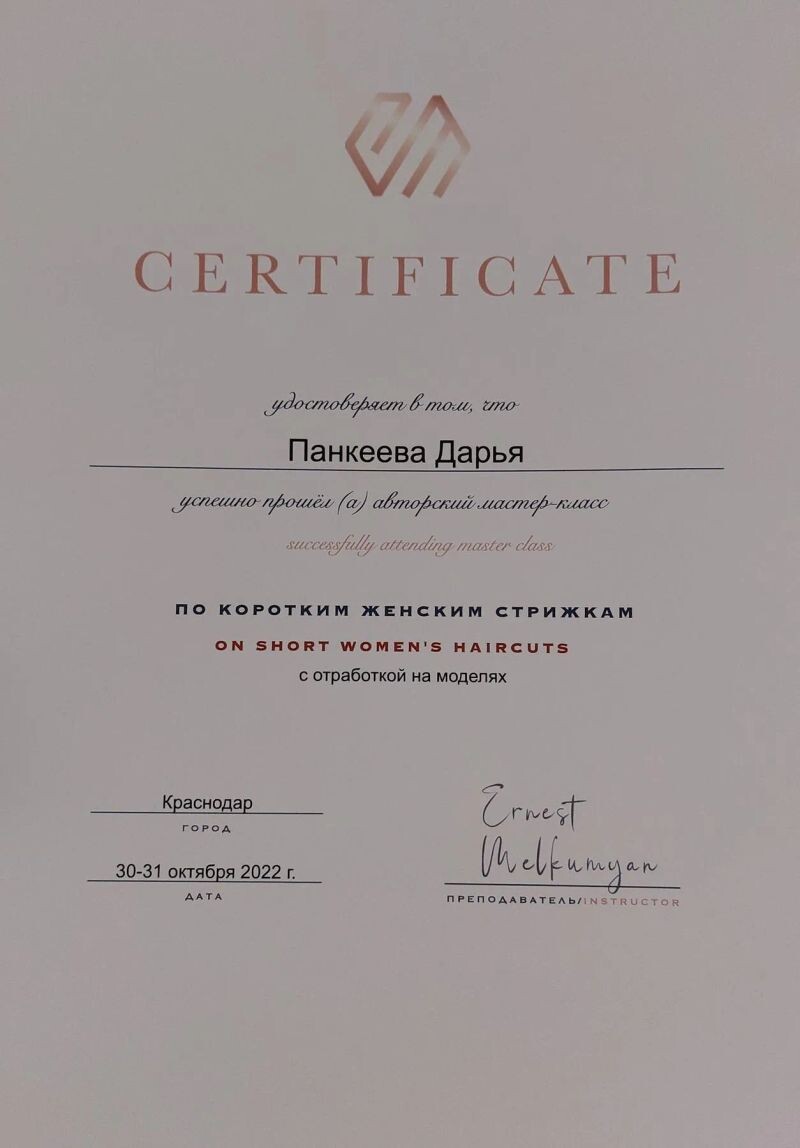 CERTIFICATE
удостоверяет в том, что
Панкеева Дарья
успешно прошёл (а) авторский мастер-класс
successfully attending master class
ПО КОРОТКИМ ЖЕНСКИМ СТРИЖКАМ
ON SHORT WOMEN'S HAIRCUTS
с отработкой на моделях
Краснодар
ГОРОД
30-31 октября 2022 г.
ДАТА
Ernest
Melkumyan
ПРЕПОДАВАТЕЛЬ/INSTRUCTOR